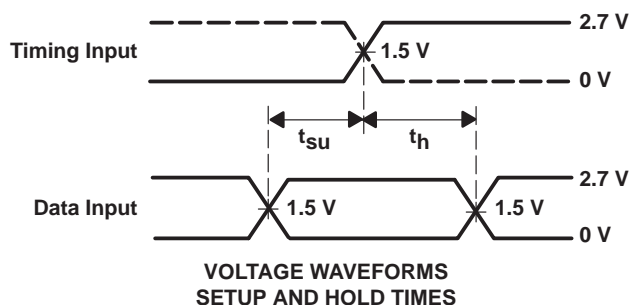 2.7 V
Timing Input
1.5 V
0 V
tsu
th
2.7 V
Data Input
1.5 V
1.5 V
0 V
VOLTAGE WAVEFORMS
SETUP AND HOLD TIMES